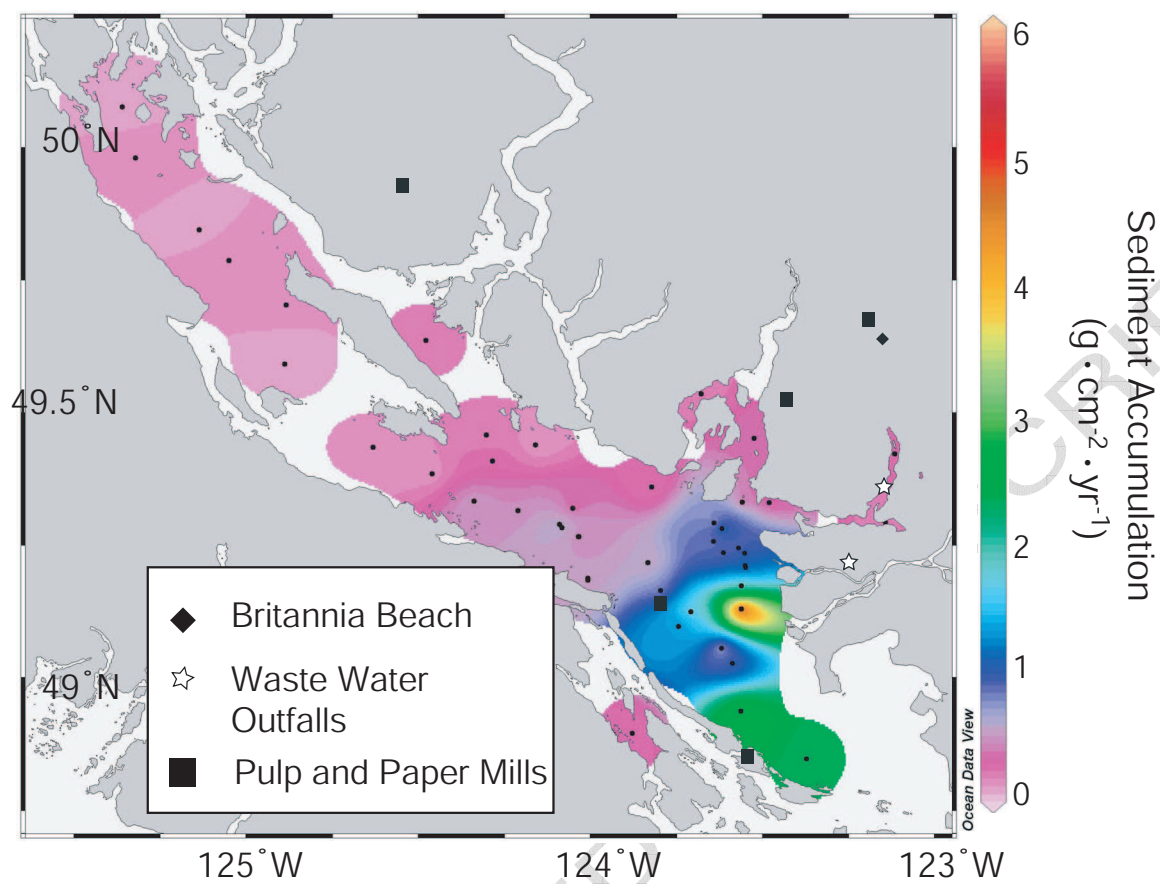 50˚N
49.5˚N
49˚N
125˚W
124˚W
123˚W
Britannia Beach
Waste Water
Outfalls
Pulp and Paper Mills
Ocean Data View
6
5
4
3
2
1
0
Sediment Accumulation
(g·cm-2·yr-1)